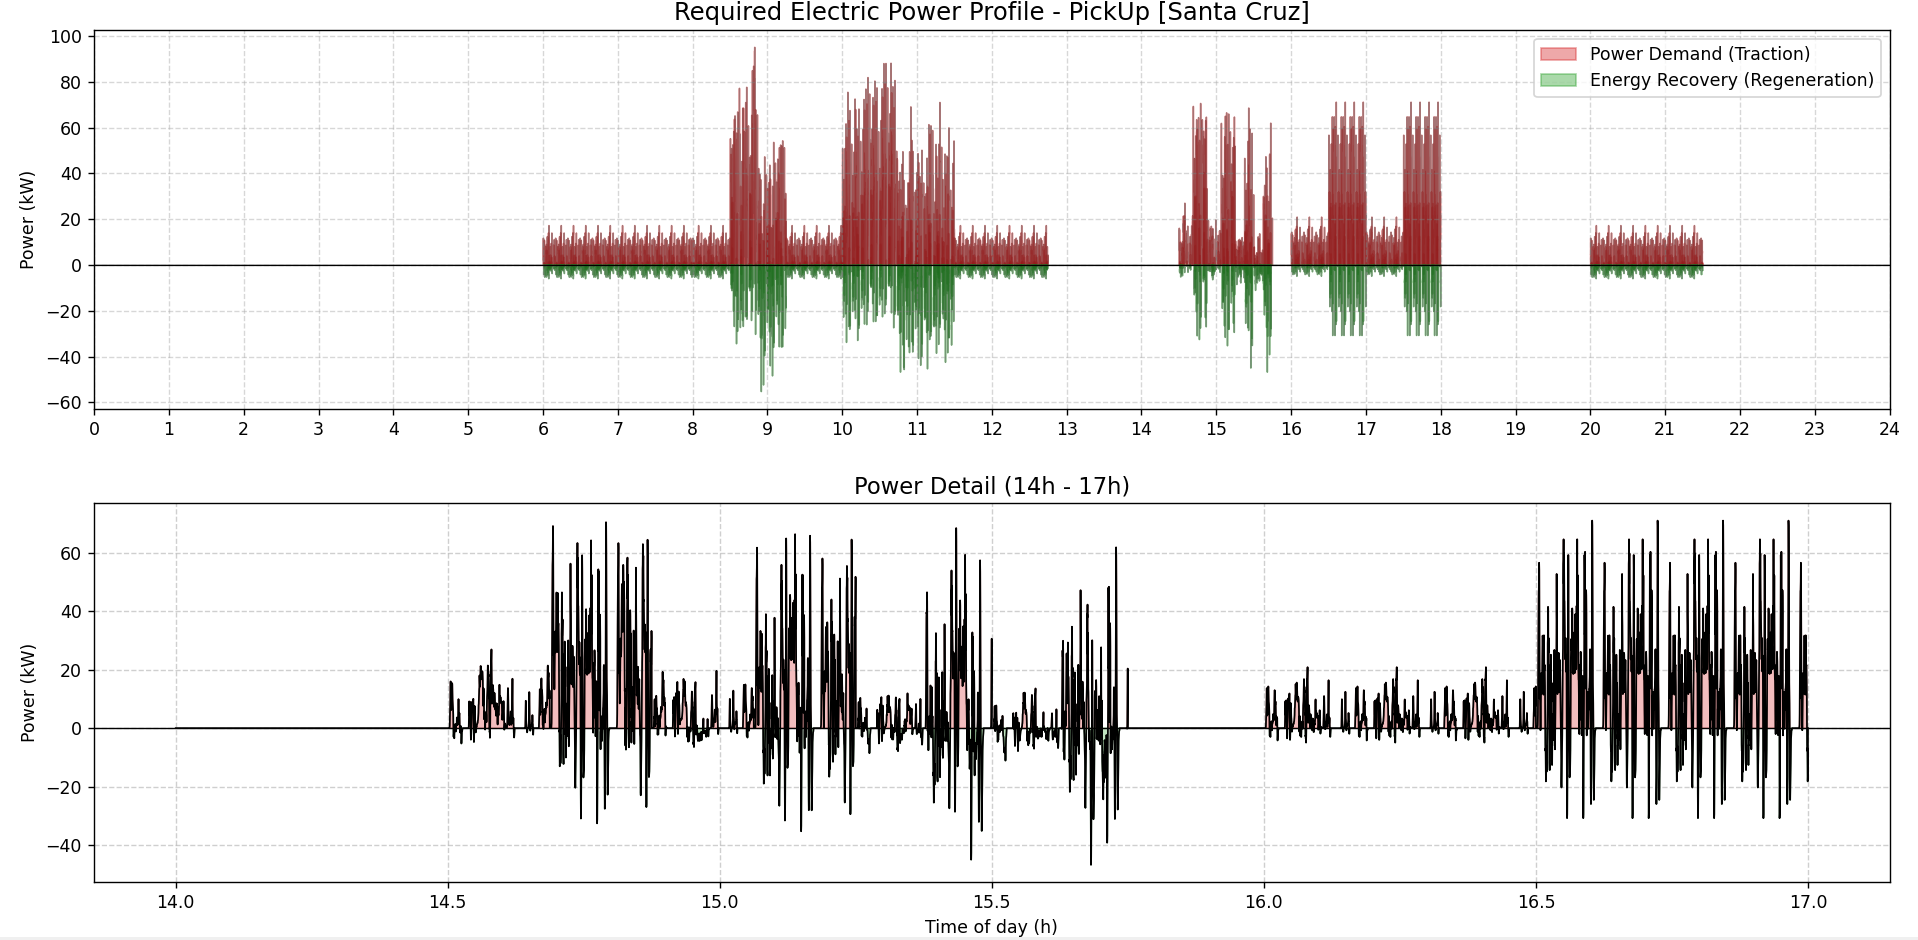 Required Electric Power Profile - PickUp [Santa Cruz]
Power (kW)
100
80
60
40
20
0
−20
−40
−60
Power Demand (Traction)
Energy Recovery (Regeneration)
0 1 2 3 4 5 6 7 8 9 10 11 12 13 14 15 16 17 18 19 20 21 22 23 24
Power Detail (14h - 17h)
Power (kW)
60
40
20
0
−20
−40
14.0 14.5 15.0 15.5 16.0 16.5 17.0
Time of day (h)